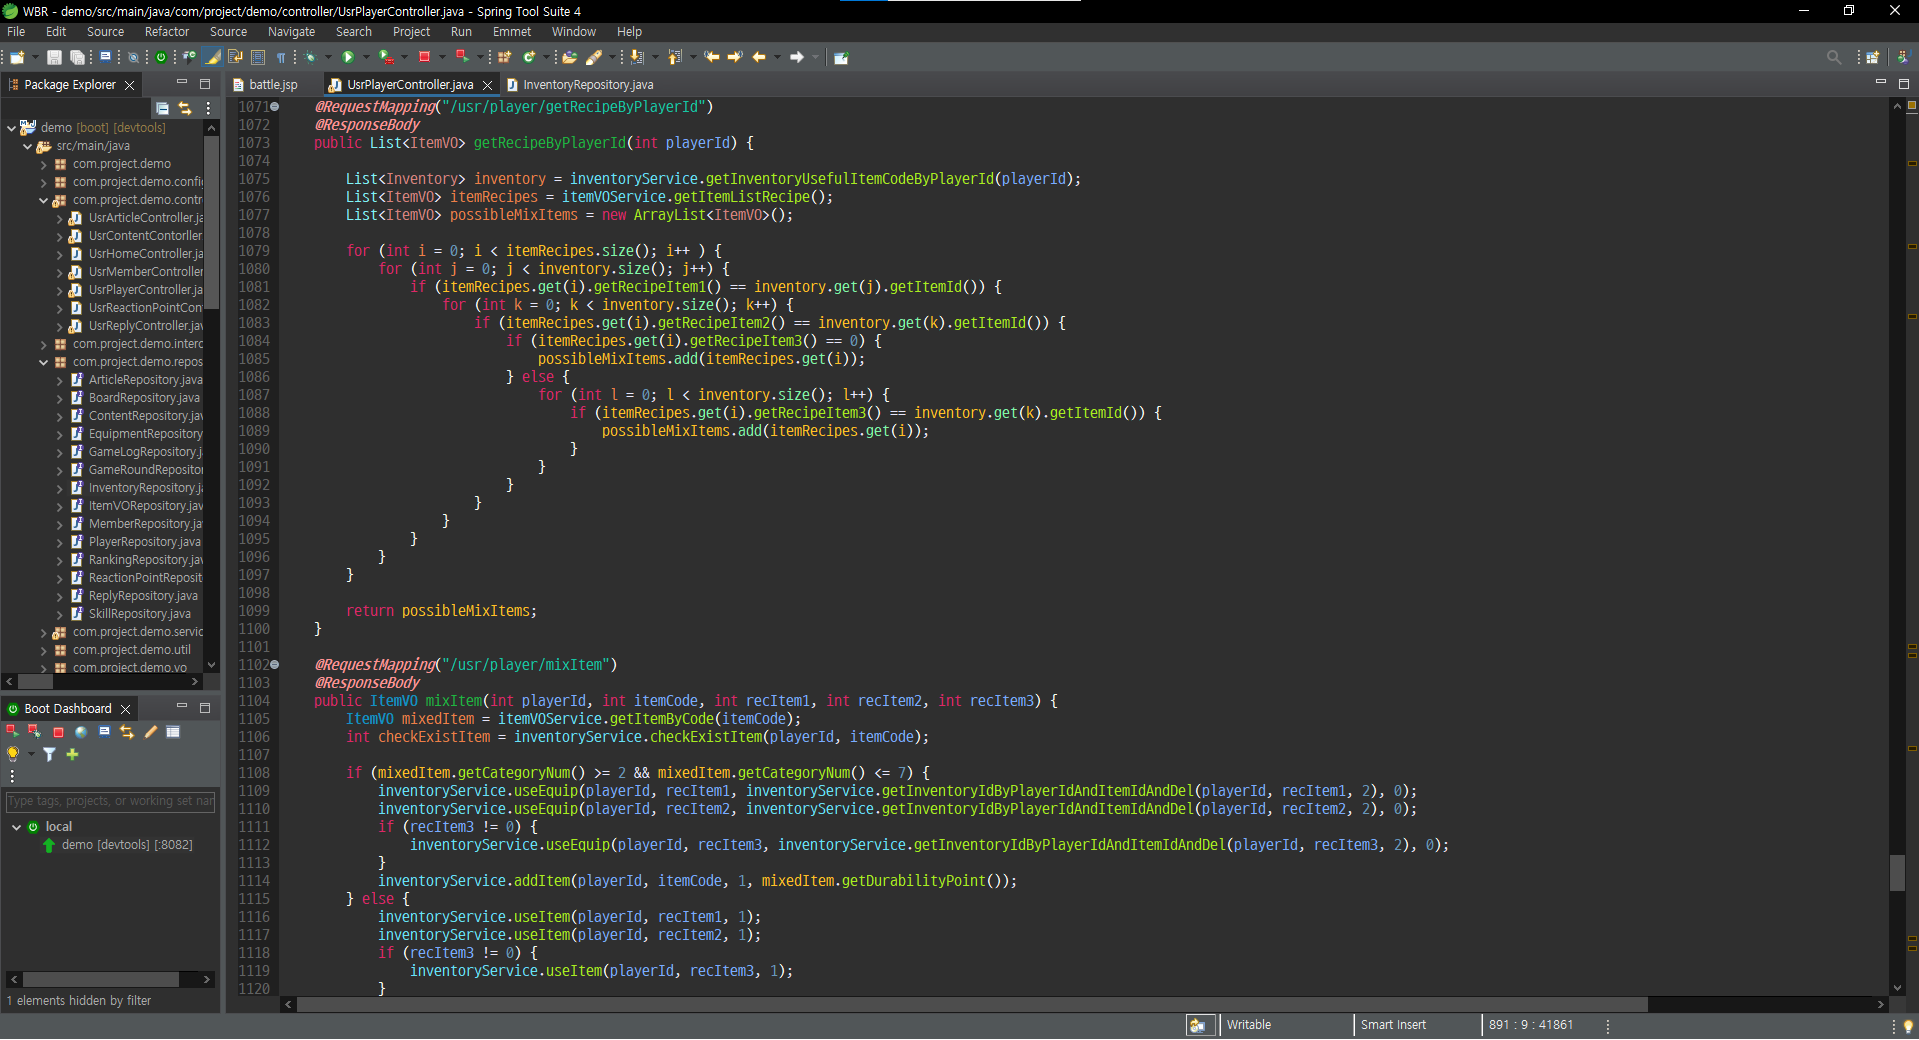 WBR - demo/src/main/java/com/project/demo/controller/UsrPlayerController.java - Spring Tool Suite 4
File Edit Source Refactor Source Navigate Search Project Run Emmet Window Help
Package Explorer
demo [boot] [devtools]
src/main/java
com.project.demo
com.project.demo.config
com.project.demo.contr
UsrArticleController.ja
UsrContentContorller
UsrHomeController.ja
UsrMemberController
UsrPlayerController.ja
UsrReactionPointCon
UsrReplyController.jav
com.project.demo.interc
com.project.demo.repos
ArticleRepository.java
BoardRepository.java
ContentRepository.jav
EquipmentRepository
GameLogRepository.j
GameRoundRepositor
InventoryRepository.ja
ItemVORepository.jav
MemberRepository.ja
PlayerRepository.java
RankingRepository.jav
ReactionPointReposit
ReplyRepository.java
SkillRepository.java
com.project.demo.servic
com.project.demo.util
com.project.demo.vo
Boot Dashboard
Type tags, projects, or working set nar
local
demo [devtools] [:8082]
1 elements hidden by filter
battle.jsp UsrPlayerController.java InventoryRepository.java
1071 @RequestMapping("/usr/player/getRecipeByPlayerId")
1072 @ResponseBody
1073 public List<ItemVO> getRecipeByPlayerId(int playerId) {
1074
1075 List<Inventory> inventory = inventoryService.getInventoryUsefulItemCodeByPlayerId(playerId);
1076 List<ItemVO> itemRecipes = itemVOService.getItemListRecipe();
1077 List<ItemVO> possibleMixItems = new ArrayList<ItemVO>();
1078
1079 for (int i = 0; i < itemRecipes.size(); i++ ) {
1080 for (int j = 0; j < inventory.size(); j++) {
1081 if (itemRecipes.get(i).getRecipeItem1() == inventory.get(j).getItemId()) {
1082 for (int k = 0; k < inventory.size(); k++) {
1083 if (itemRecipes.get(i).getRecipeItem2() == inventory.get(k).getItemId()) {
1084 if (itemRecipes.get(i).getRecipeItem3() == 0) {
1085 possibleMixItems.add(itemRecipes.get(i));
1086 } else {
1087 for (int l = 0; l < inventory.size(); l++) {
1088 if (itemRecipes.get(i).getRecipeItem3() == inventory.get(k).getItemId()) {
1089 possibleMixItems.add(itemRecipes.get(i));
1090 }
1091 }
1092 }
1093 }
1094 }
1095 }
1096 }
1097 }
1098
1099 return possibleMixItems;
1100 }
1101
1102 @RequestMapping("/usr/player/mixItem")
1103 @ResponseBody
1104 public ItemVO mixItem(int playerId, int itemCode, int recItem1, int recItem2, int recItem3) {
1105 ItemVO mixedItem = itemVOService.getItemByCode(itemCode);
1106 int checkExistItem = inventoryService.checkExistItem(playerId, itemCode);
1107
1108 if (mixedItem.getCategoryNum() >= 2 && mixedItem.getCategoryNum() <= 7) {
1109 inventoryService.useEquip(playerId, recItem1, inventoryService.getInventoryIdByPlayerIdAndItemIdAndDel(playerId, recItem1, 2), 0);
1110 inventoryService.useEquip(playerId, recItem2, inventoryService.getInventoryIdByPlayerIdAndItemIdAndDel(playerId, recItem2, 2), 0);
1111 if (recItem3 != 0) {
1112 inventoryService.useEquip(playerId, recItem3, inventoryService.getInventoryIdByPlayerIdAndItemIdAndDel(playerId, recItem3, 2), 0);
1113 }
1114 inventoryService.addItem(playerId, itemCode, 1, mixedItem.getDurabilityPoint());
1115 } else {
1116 inventoryService.useItem(playerId, recItem1, 1);
1117 inventoryService.useItem(playerId, recItem2, 1);
1118 if (recItem3 != 0) {
1119 inventoryService.useItem(playerId, recItem3, 1);
1120 }
Writable Smart Insert 891 : 9 : 41861